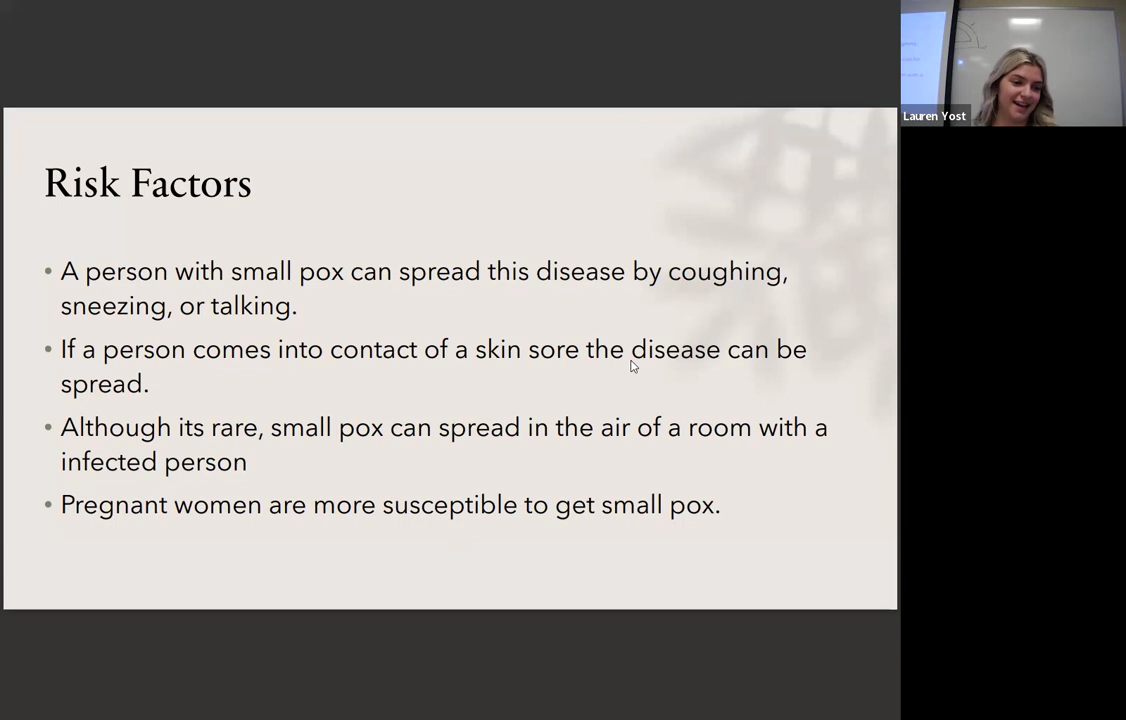 Risk Factors
• A person with small pox can spread this disease by coughing,
sneezing, or talking.
• If a person comes into contact of a skin sore the disease can be
spread.
• Although its rare, small pox can spread in the air of a room with a
infected person
• Pregnant women are more susceptible to get small pox.
Lauren Yost